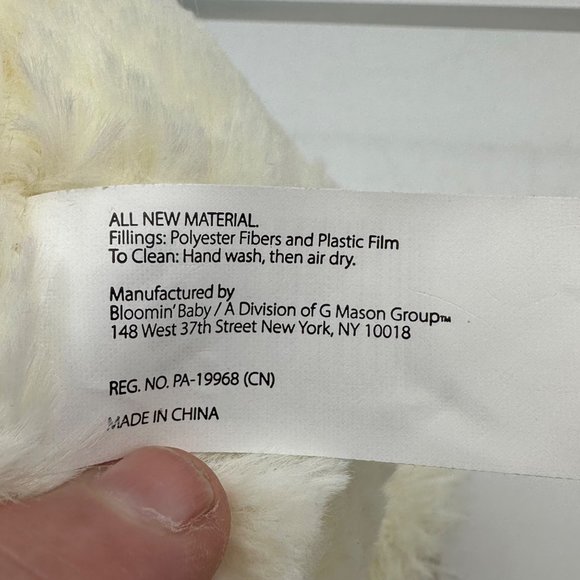 ALL NEW MATERIAL.
Fillings: Polyester Fibers and Plastic Film
To Clean: Hand wash, then air dry.
Manufactured by
Bloomin' Baby / A Division of G Mason Group™
148 West 37th Street New York, NY 10018
REG. NO. PA-19968 (CN)
MADE IN CHINA